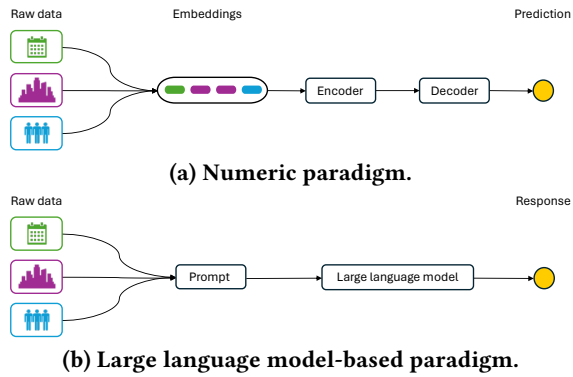 Raw data Embeddings Prediction
Encoder Decoder
(a) Numeric paradigm.
Raw data Response
Prompt Large language model
(b) Large language model-based paradigm.